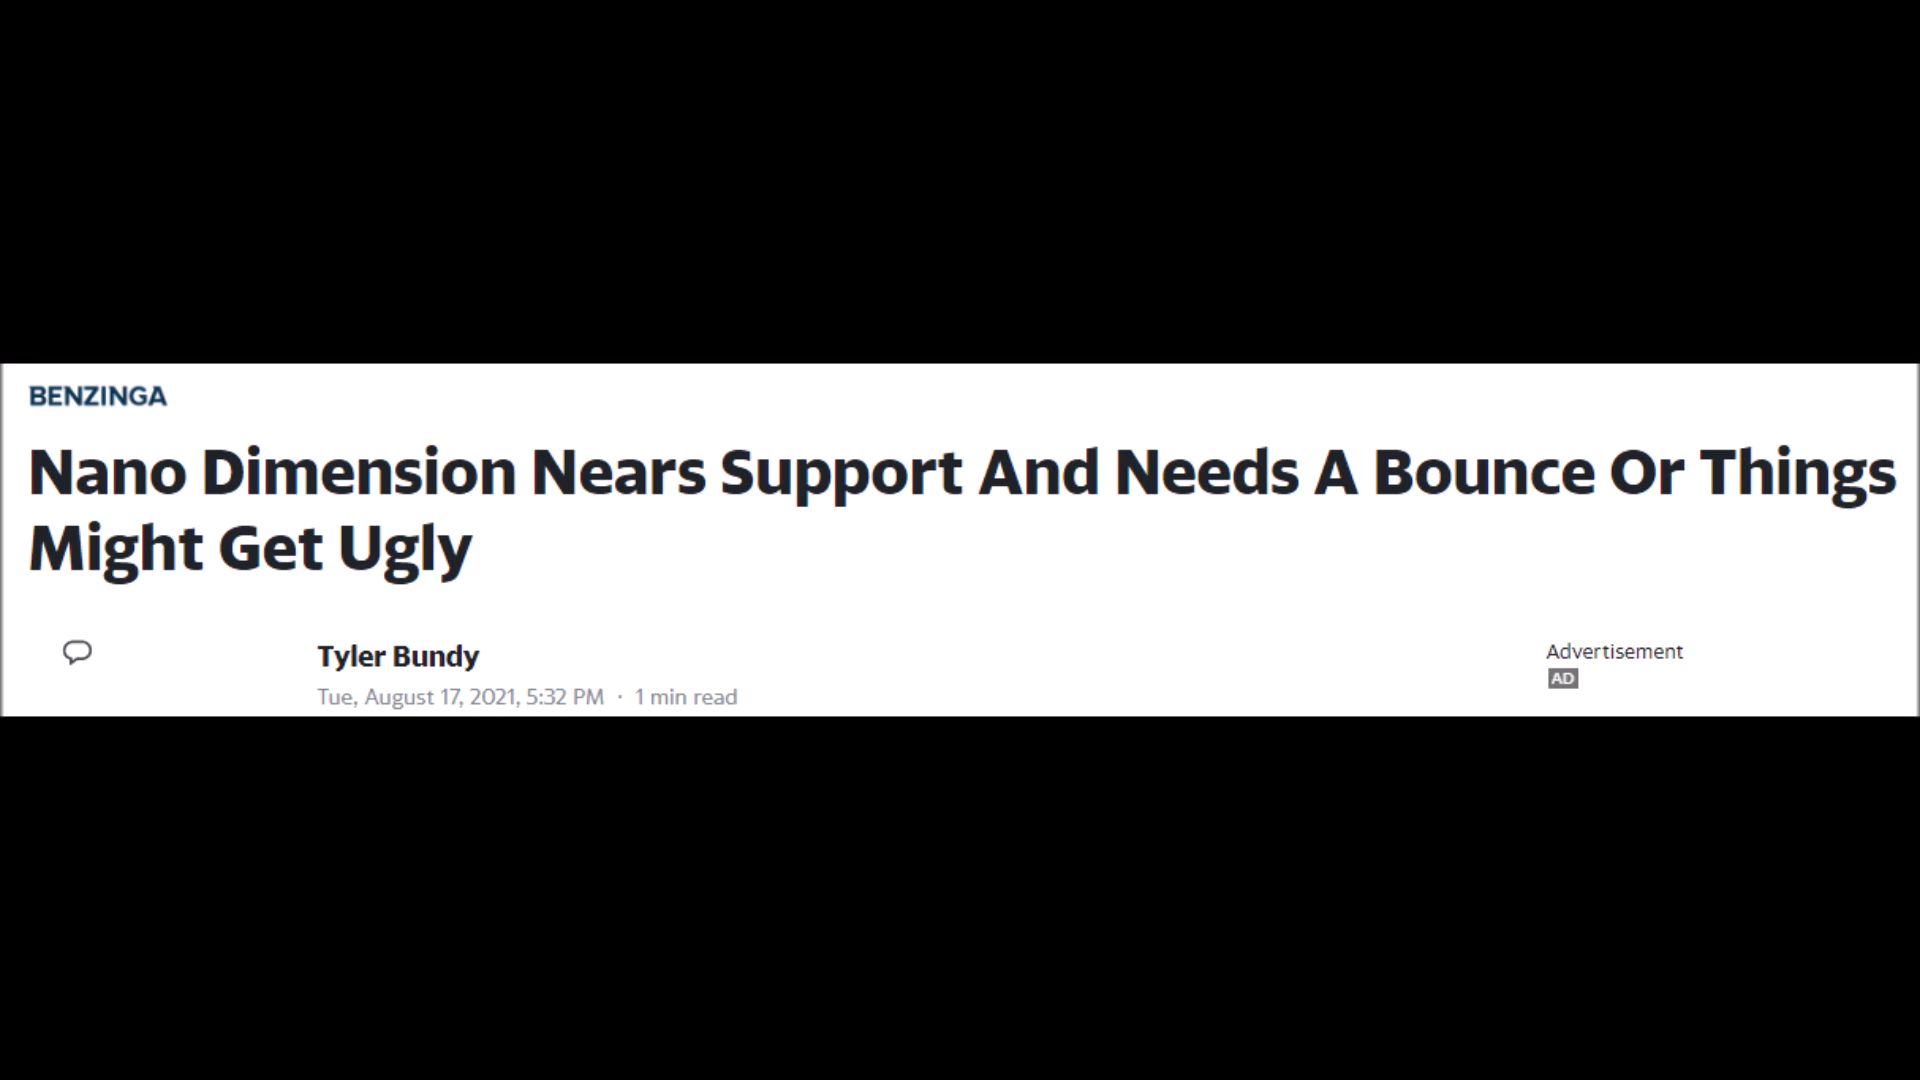 BENZINGA
Nano Dimension Nears Support And Needs A Bounce Or Things
Might Get Ugly
Tyler Bundy
Tue, August 17, 2021, 5:32 PM · 1 min read
Advertisement
AD